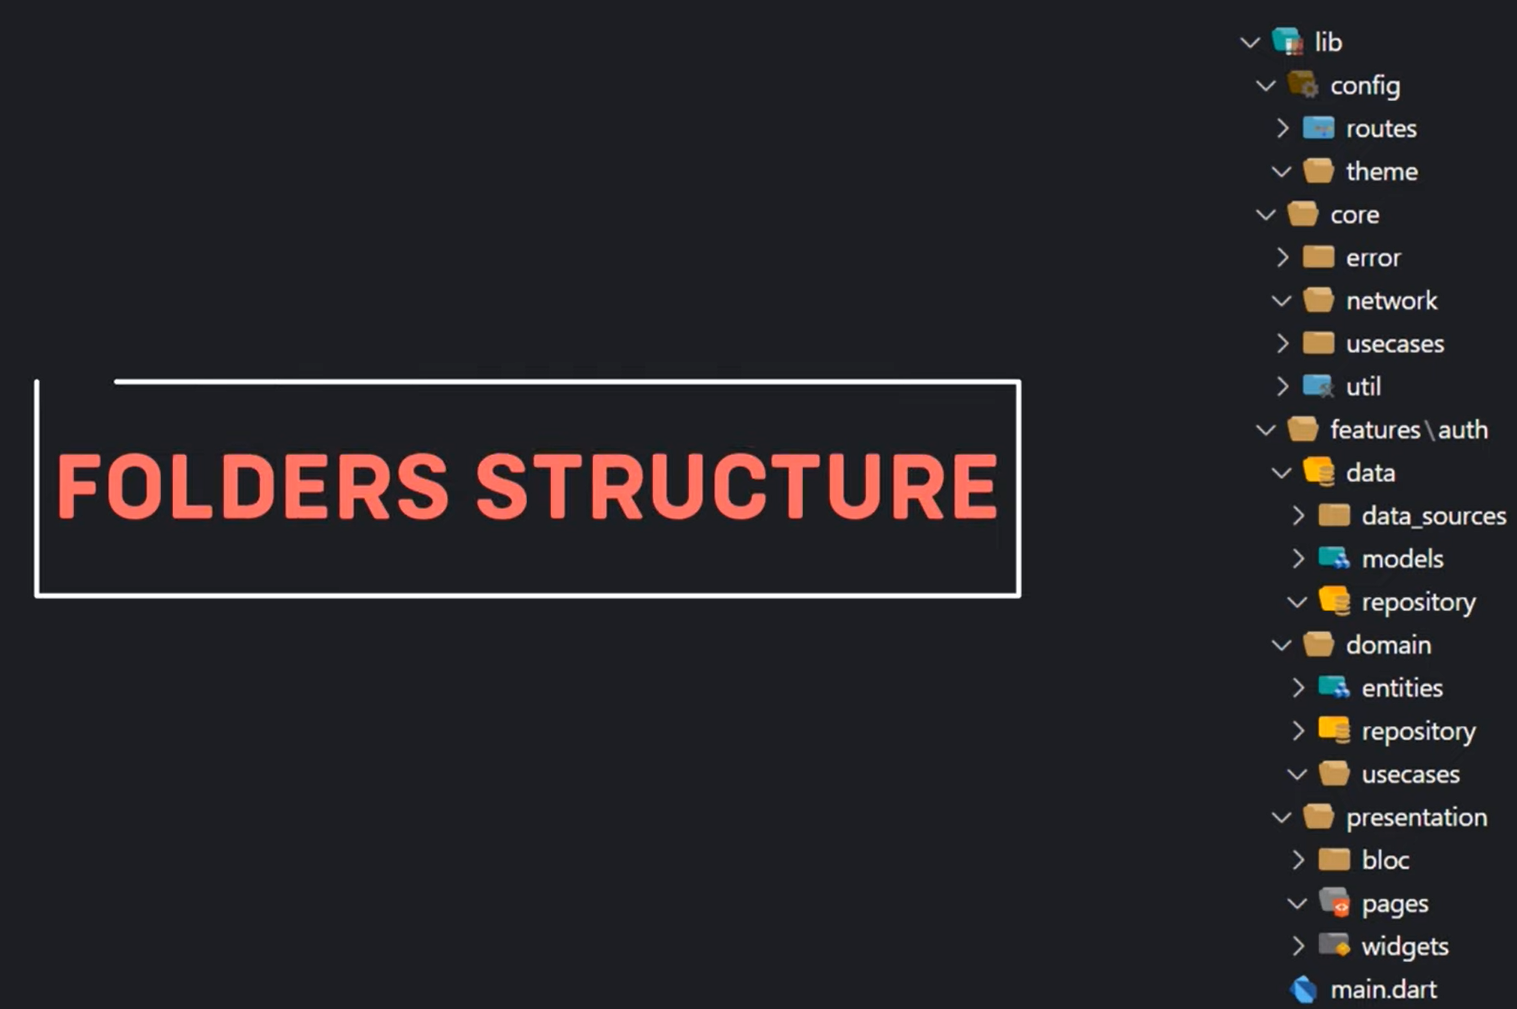 FOLDERS STRUCTURE
lib
config
routes
theme
core
error
network
usecases
util
features\auth
data
data_sources
models
repository
domain
entities
repository
usecases
presentation
bloc
pages
widgets
main.dart